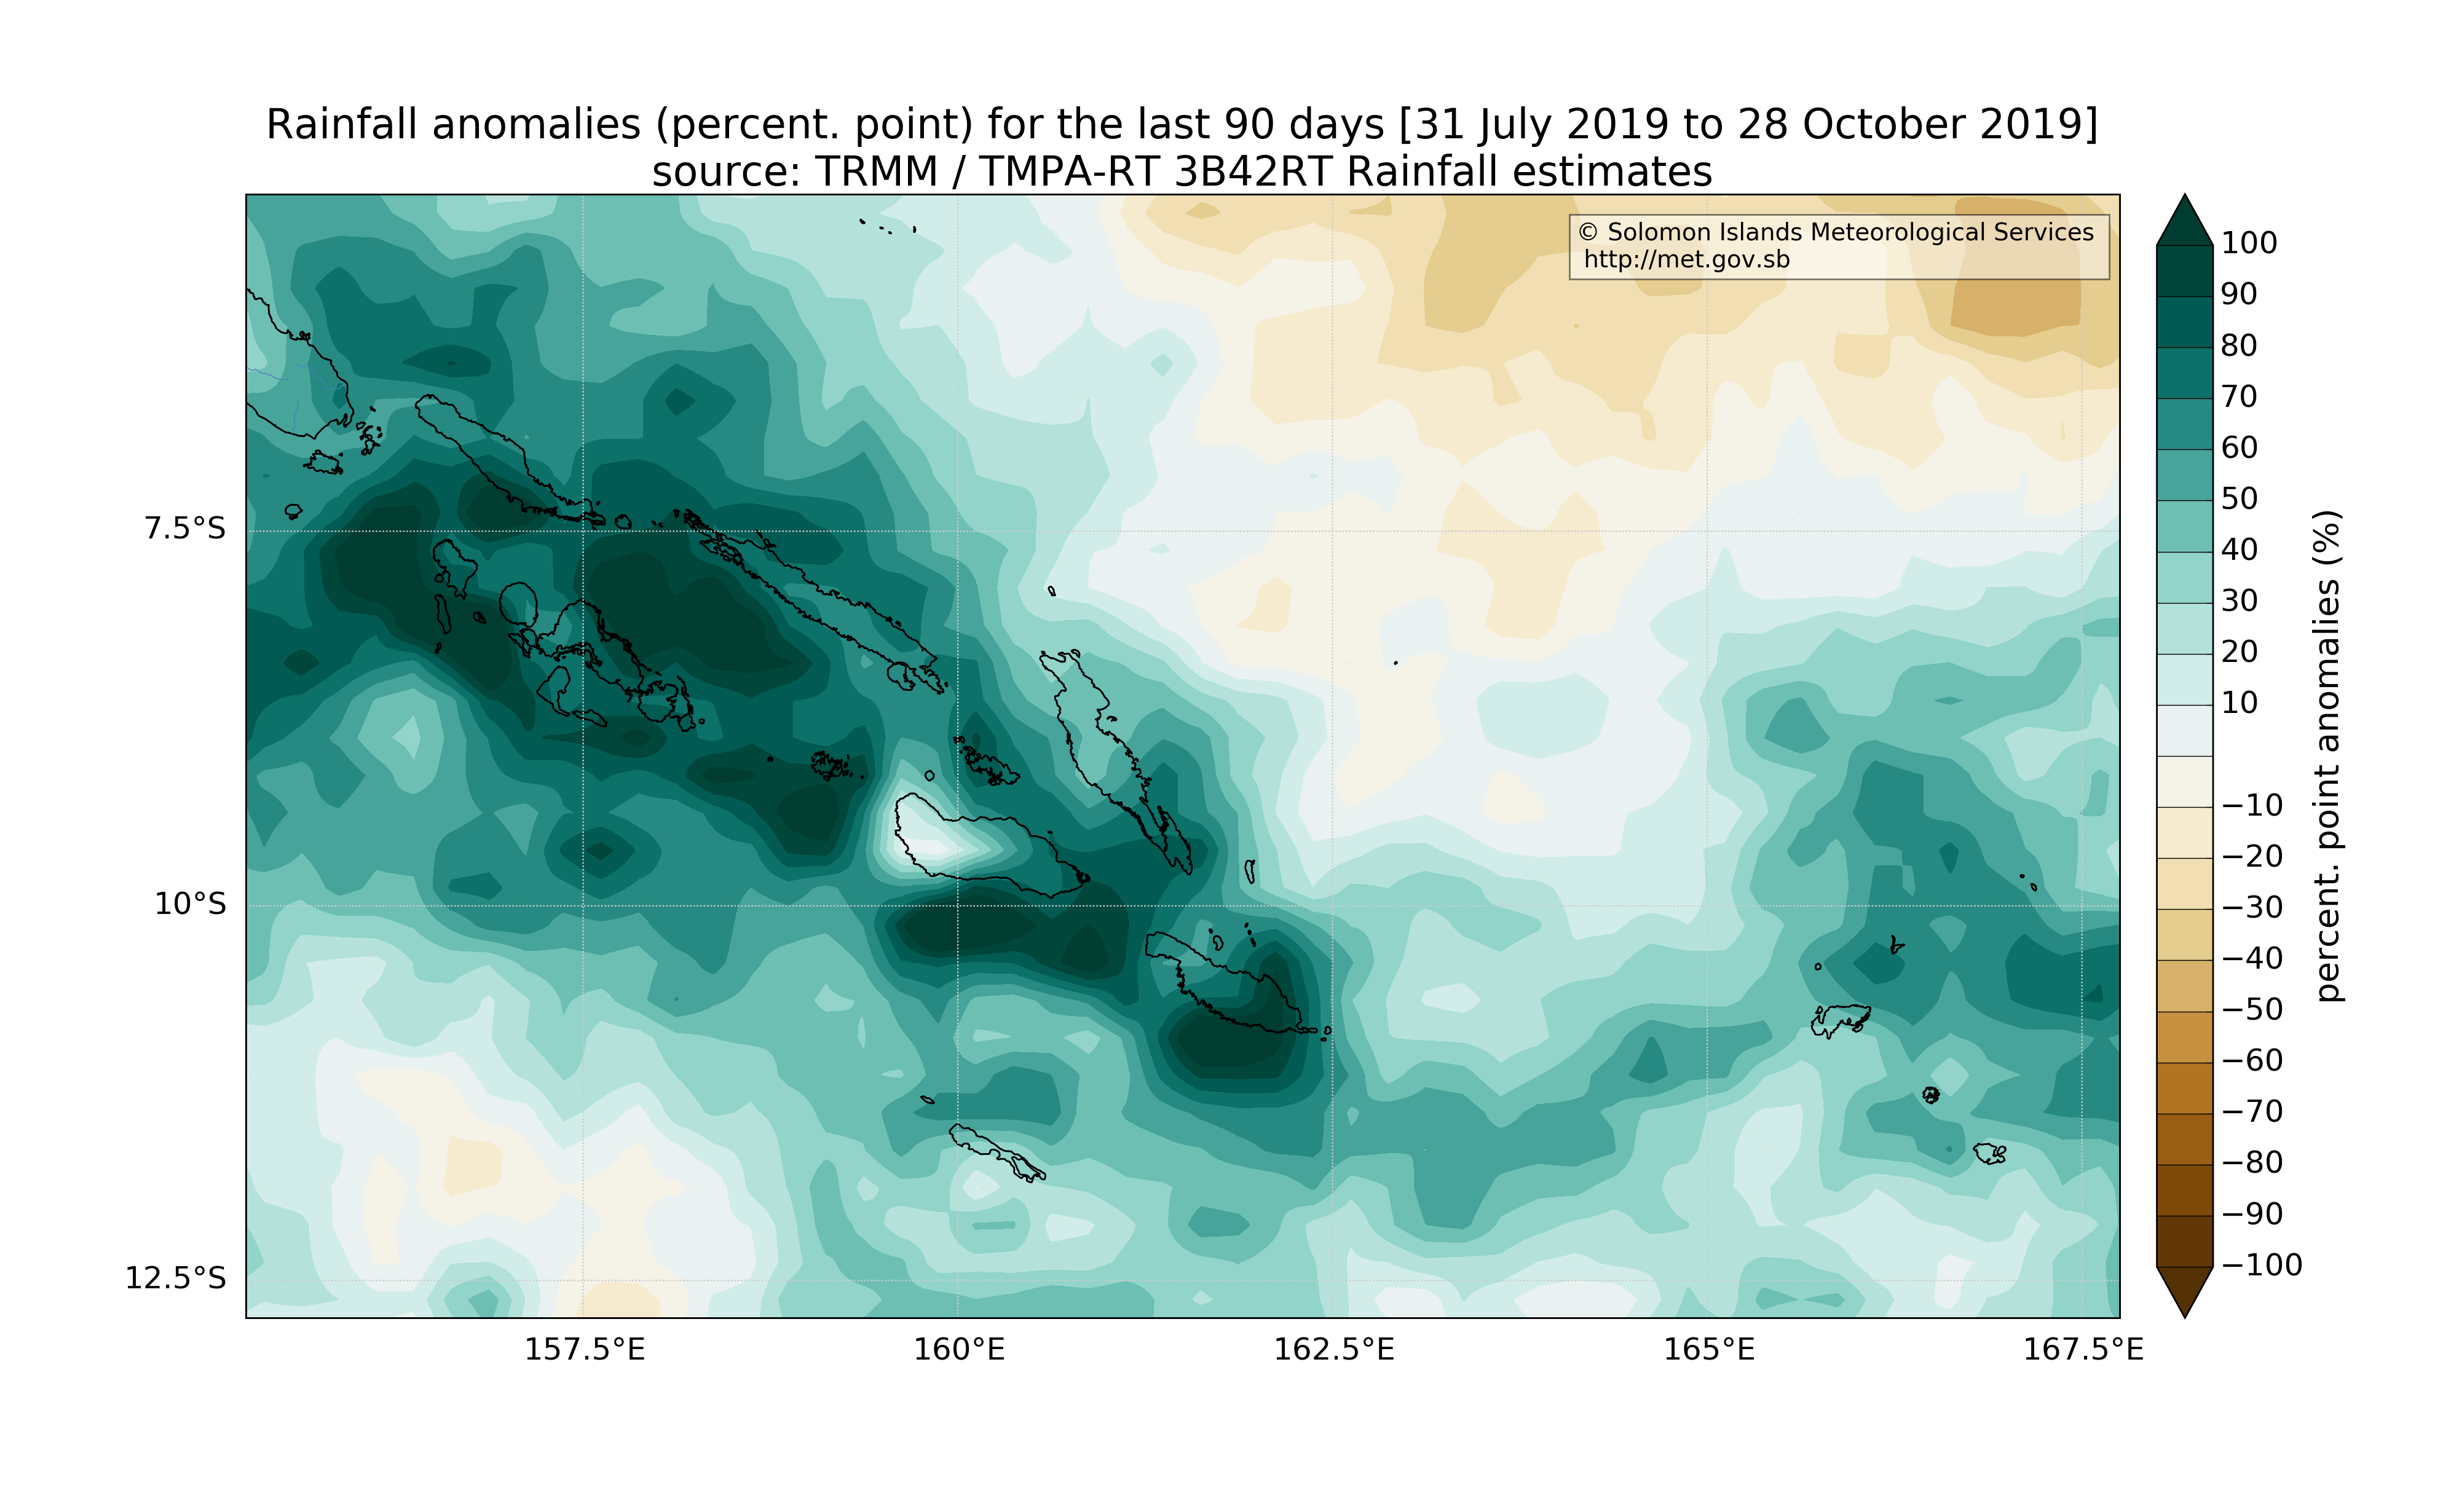 Rainfall anomalies (percent. point) for the last 90 days [31 July 2019 to 28 October 2019]
source: TRMM / TMPA-RT 3B42RT Rainfall estimates
© Solomon Islands Meteorological Services
http://met.gov.sb
7.5°S
10°S
12.5°S
157.5°E
160°E
162.5°E
165°E
167.5°E
100
90
80
70
60
50
40
30
20
10
−10
−20
−30
−40
−50
−60
−70
−80
−90
−100
percent. point anomalies (%)